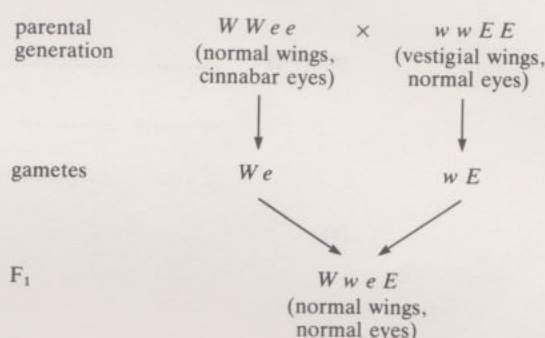 parental generation
W W e e × w w E E
(normal wings, cinnabar eyes)
(vestigial wings, normal eyes)
gametes
W e
w E
F₁
W w e E
(normal wings,
normal eyes)